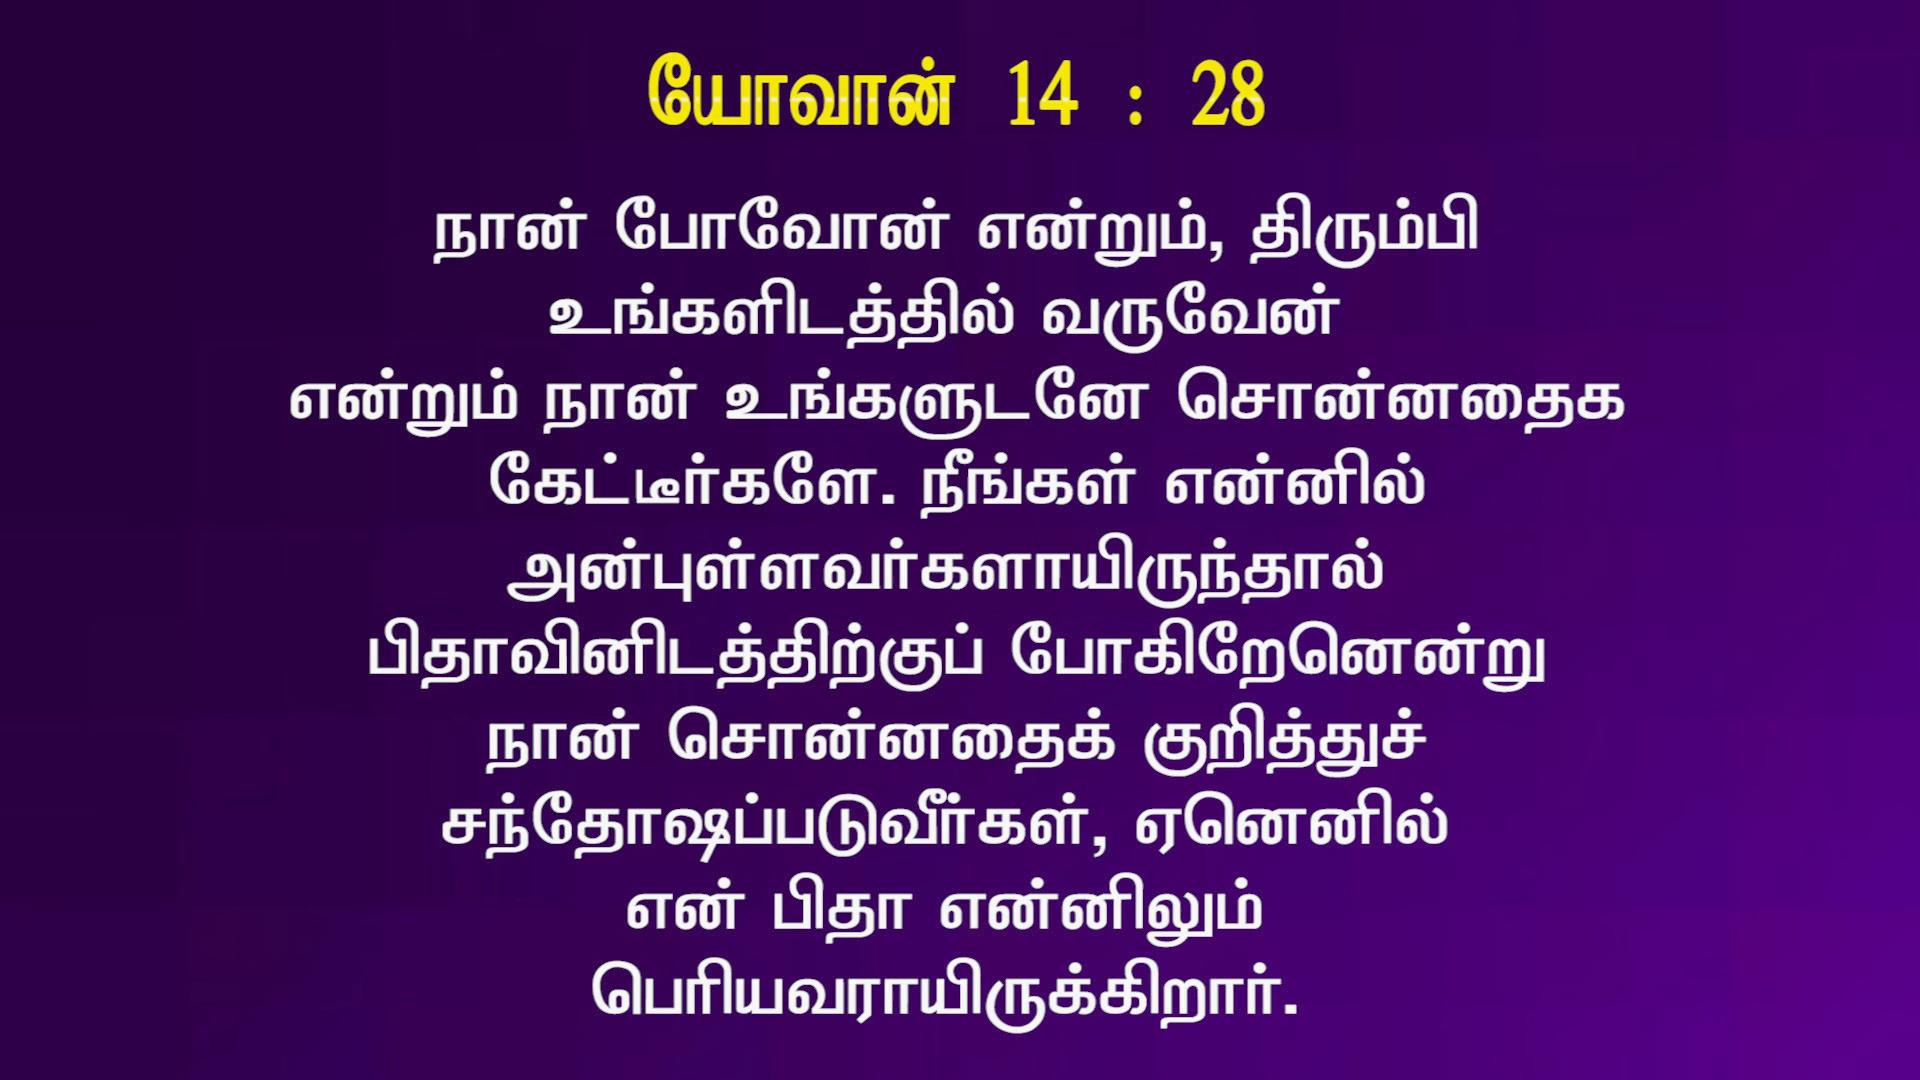 யோவான் 14 : 28
நான் போவோன் என்றும், திரும்பி
உங்களிடத்தில் வருவேன்
என்றும் நான் உங்களுடனே சொன்னதைக
கேட்டீர்களே. நீங்கள் என்னில்
அன்புள்ளவர்களாயிருந்தால்
பிதாவினிடத்திற்குப் போகிறேனென்று
நான் சொன்னதைக் குறித்துச்
சந்தோஷப்படுவீர்கள், ஏனெனில்
என் பிதா என்னிலும்
பெரியவராயிருக்கிறார்.